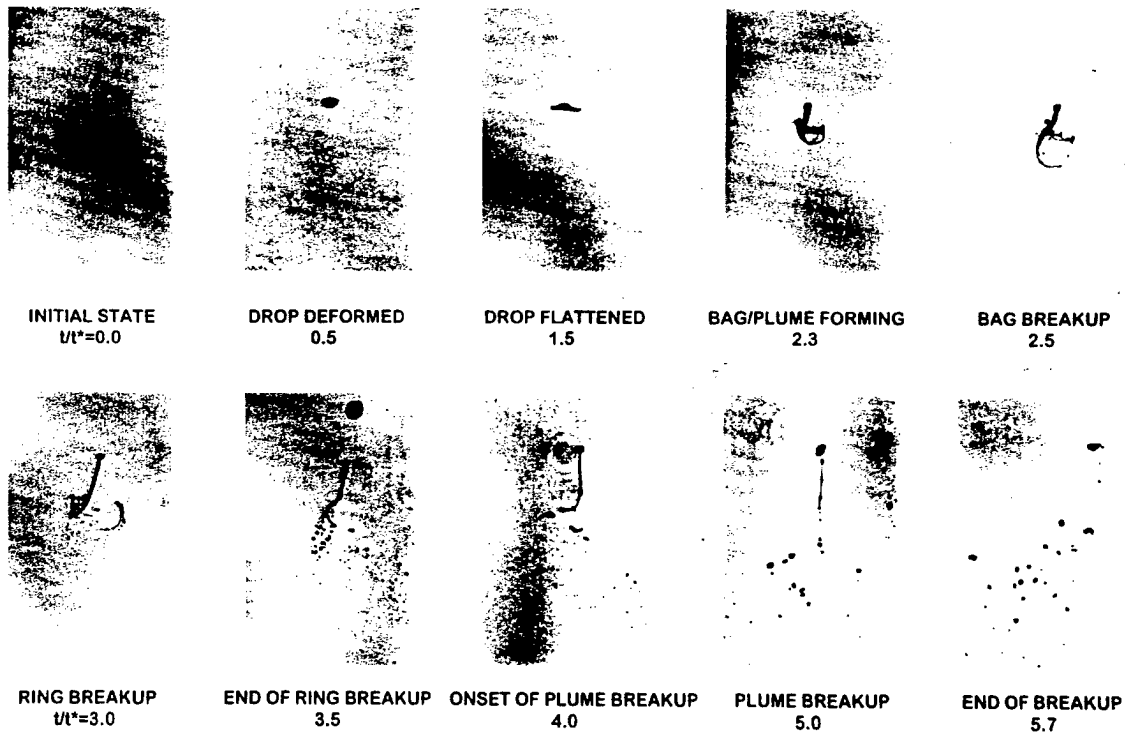 INITIAL STATE
t/t*=0.0
DROP DEFORMED
0.5
DROP FLATTENED
1.5
BAG/PLUME FORMING
2.3
BAG BREAKUP
2.5
RING BREAKUP
t/t*=3.0
END OF RING BREAKUP
3.5
ONSET OF PLUME BREAKUP
4.0
PLUME BREAKUP
5.0
END OF BREAKUP
5.7